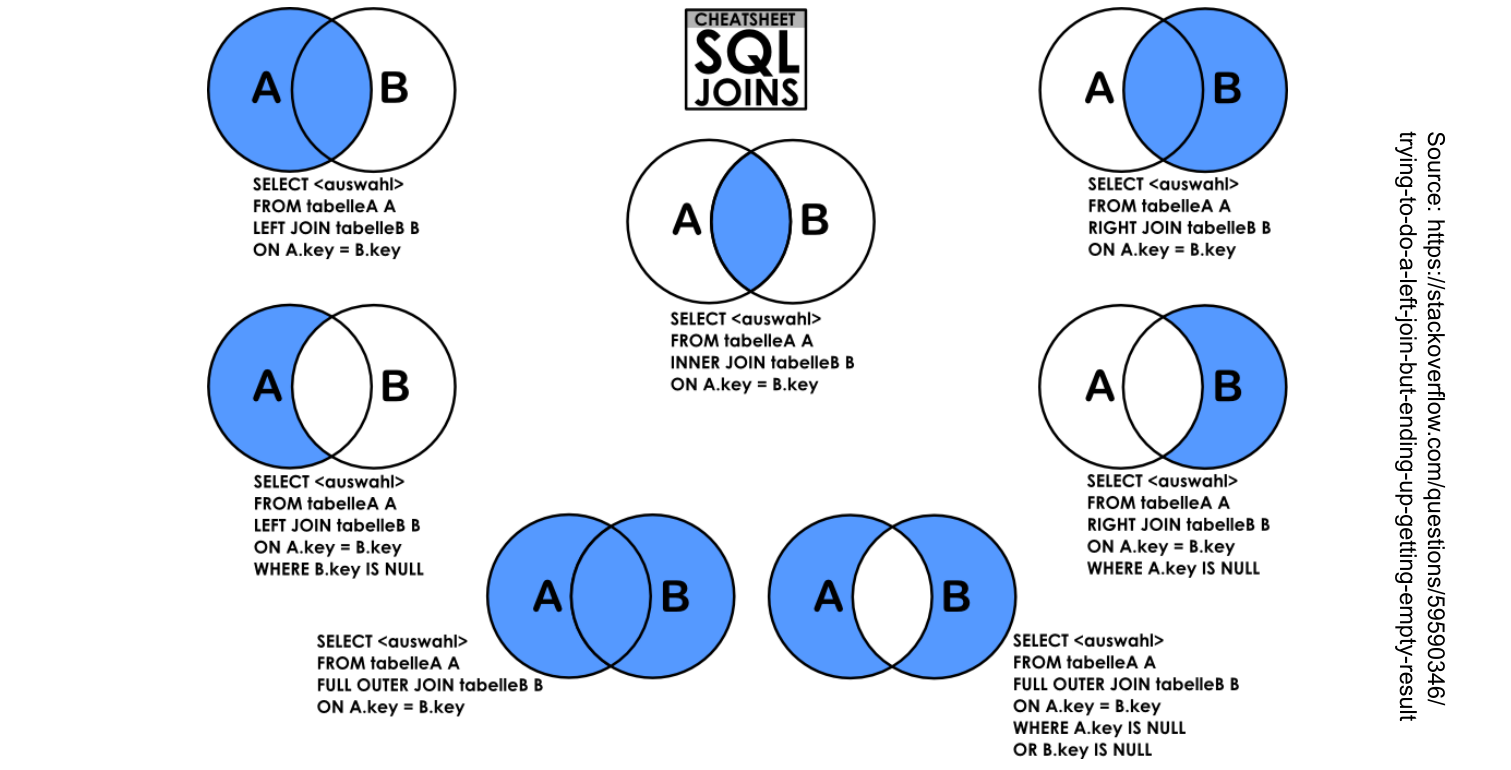 CHEATSHEET
SQL
JOINS
A B
SELECT <auswahl>
FROM tabelleA A
LEFT JOIN tabelleB B
ON A.key = B.key
A B
SELECT <auswahl>
FROM tabelleA A
INNER JOIN tabelleB B
ON A.key = B.key
A B
SELECT <auswahl>
FROM tabelleA A
RIGHT JOIN tabelleB B
ON A.key = B.key
A B
SELECT <auswahl>
FROM tabelleA A
LEFT JOIN tabelleB B
ON A.key = B.key
WHERE B.key IS NULL
A B
SELECT <auswahl>
FROM tabelleA A
RIGHT JOIN tabelleB B
ON A.key = B.key
WHERE A.key IS NULL
A B
SELECT <auswahl>
FROM tabelleA A
FULL OUTER JOIN tabelleB B
ON A.key = B.key
A B
SELECT <auswahl>
FROM tabelleA A
FULL OUTER JOIN tabelleB B
ON A.key = B.key
WHERE A.key IS NULL
OR B.key IS NULL
Source: https://stackoverflow.com/questions/59590346/
trying-to-do-a-left-join-but-ending-up-getting-empty-result